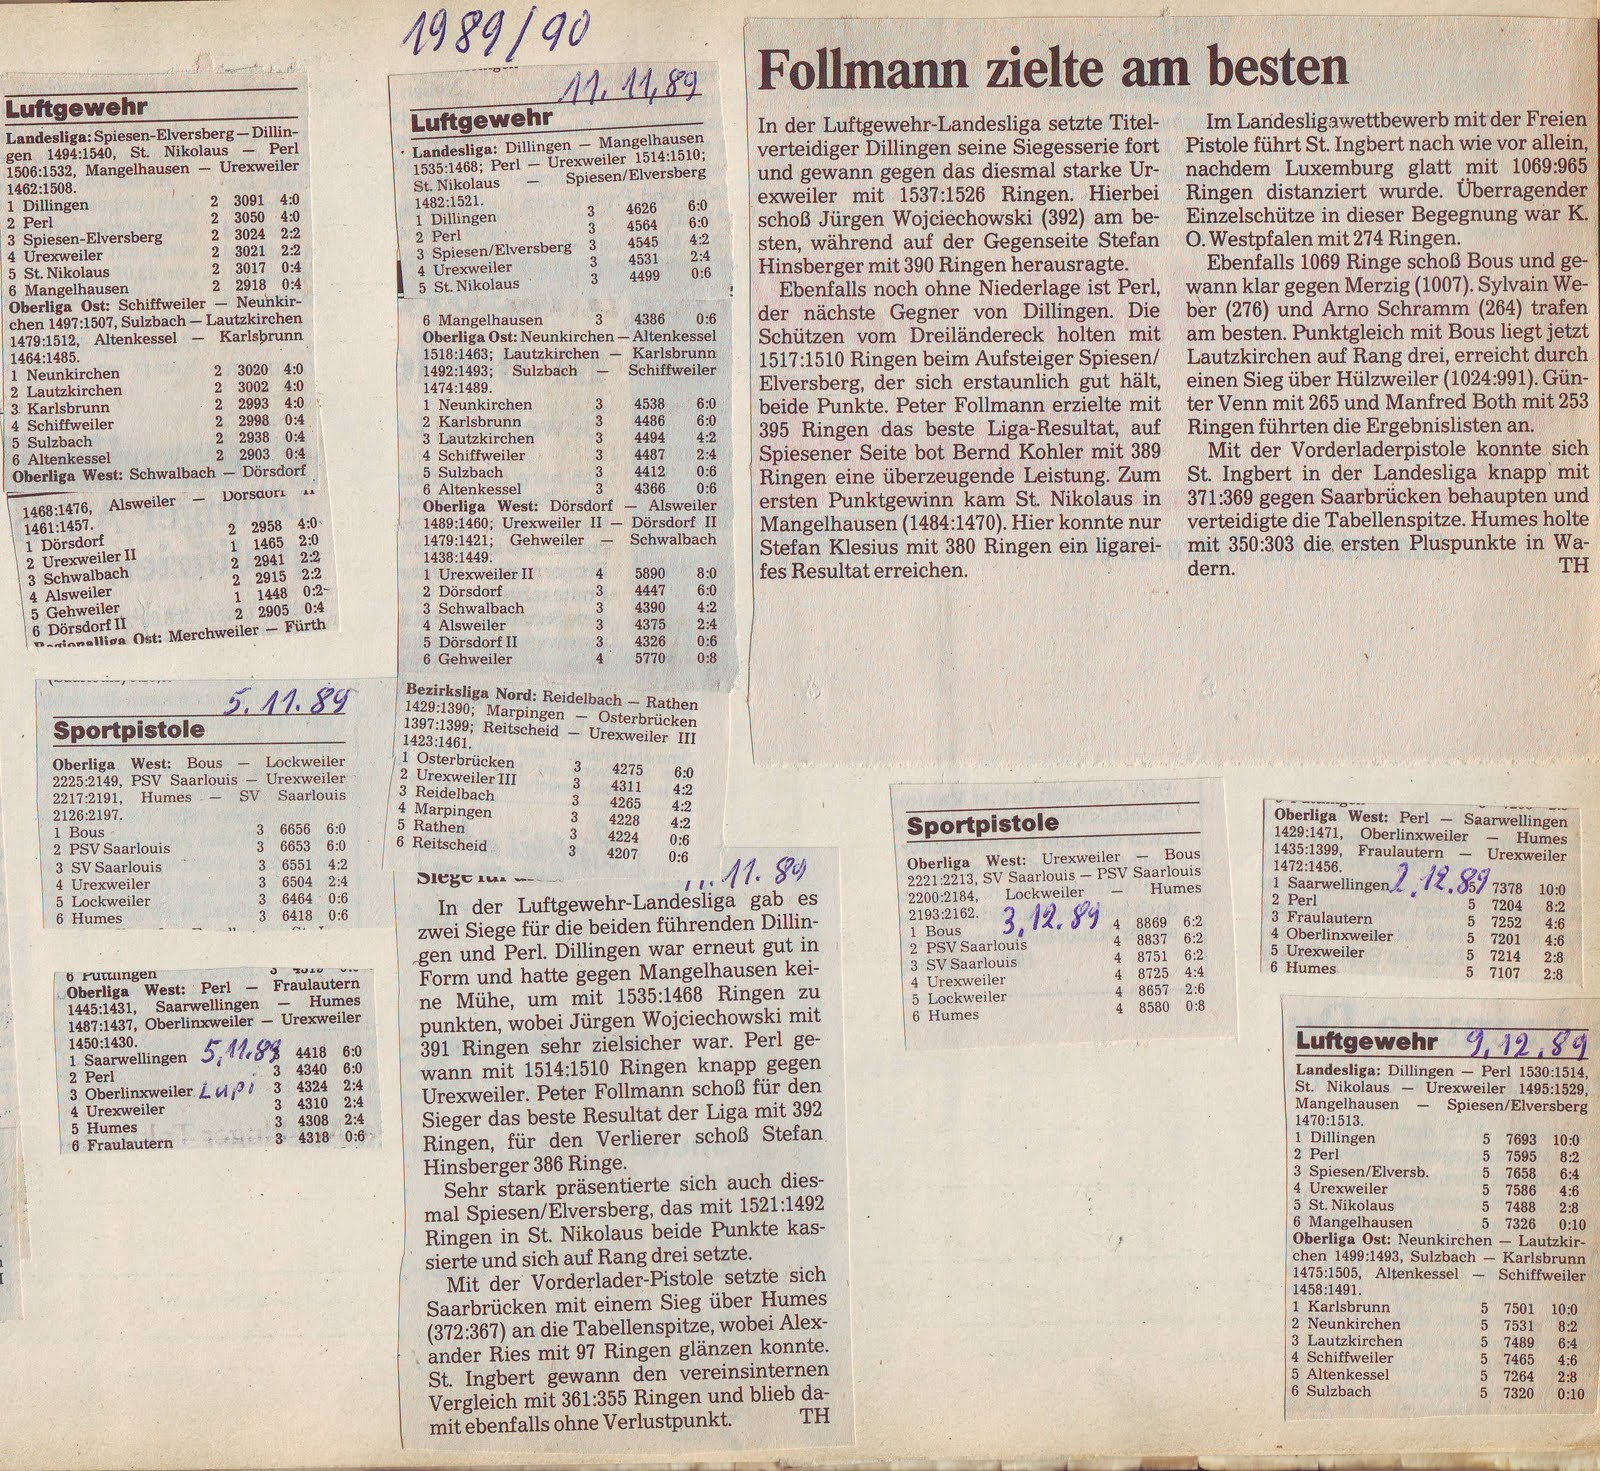 1989/90
Luftgewehr
Landesliga: Spiesen-Elversberg — Dillin-
gen 1494:1540, St. Nikolaus — Perl
1506:1532, Mangelhausen — Urexweiler
1462:1508.
1 Dillingen 2 3091 4:0
2 Perl 2 3050 4:0
3 Spiesen-Elversberg 2 3024 2:2
4 Urexweiler 2 3021 2:2
5 St. Nikolaus 2 3017 0:4
6 Mangelhausen 2 2918 0:4
Oberliga Ost: Schiffweiler — Neunkir-
chen 1497:1507, Sulzbach — Lautzkirchen
1479:1512, Altenkessel — Karlsbrunn
1464:1485.
1 Neunkirchen 2 3020 4:0
2 Lautzkirchen 2 3002 4:0
3 Karlsbrunn 2 2993 4:0
4 Schiffweiler 2 2998 0:4
5 Sulzbach 2 2938 0:4
6 Altenkessel 2 2903 0:4
Oberliga West: Schwalbach — Dörsdorf
1468:1476, Alsweiler — Dörsdorf II
1461:1457.
1 Dörsdorf 2 2958 4:0
2 Urexweiler II 1 1465 2:0
3 Schwalbach 2 2941 2:2
4 Alsweiler 2 2915 2:2
5 Gehweiler 1 1448 0:2
6 Dörsdorf II 2 2905 0:4
Regionalliga Ost: Merchweiler — Fürth
5.11.89
Sportpistole
Oberliga West: Bous — Lockweiler
2225:2149, PSV Saarlouis — Urexweiler
2217:2191, Humes — SV Saarlouis
2126:2197.
1 Bous 3 6656 6:0
2 PSV Saarlouis 3 6653 6:0
3 SV Saarlouis 3 6551 4:2
4 Urexweiler 3 6504 2:4
5 Lockweiler 3 6464 0:6
6 Humes 3 6418 0:6
6 Püttlingen 3 4319
Oberliga West: Perl — Fraulautern
1445:1431, Saarwellingen — Humes
1487:1437, Oberlinxweiler — Urexweiler
1450:1430.
5.11.89
1 Saarwellingen 4418 6:0
2 Perl 3 4340 6:0
3 Oberlinxweiler 3 4324 2:4
Lupi
4 Urexweiler 3 4310 2:4
5 Humes 3 4308 2:4
6 Fraulautern 3 4318 0:6
11.11.89
Luftgewehr
Landesliga: Dillingen — Mangelhausen
1535:1468; Perl — Urexweiler 1514:1510;
St. Nikolaus — Spiesen/Elversberg
1482:1521.
1 Dillingen 3 4626 6:0
2 Perl 3 4564 6:0
3 Spiesen/Elversberg 3 4545 4:2
4 Urexweiler 3 4531 2:4
5 St. Nikolaus 3 4499 0:6
6 Mangelhausen 3 4386 0:6
Oberliga Ost: Neunkirchen — Altenkessel
1518:1463; Lautzkirchen — Karlsbrunn
1492:1493; Sulzbach — Schiffweiler
1474:1489.
1 Neunkirchen 3 4538 6:0
2 Karlsbrunn 3 4486 6:0
3 Lautzkirchen 3 4494 4:2
4 Schiffweiler 3 4487 2:4
5 Sulzbach 3 4412 0:6
6 Altenkessel 3 4366 0:6
Oberliga West: Dörsdorf — Alsweiler
1489:1460; Urexweiler II — Dörsdorf II
1479:1421; Gehweiler — Schwalbach
1438:1449.
1 Urexweiler II 4 5890 8:0
2 Dörsdorf 3 4447 6:0
3 Schwalbach 3 4390 4:2
4 Alsweiler 3 4375 2:4
5 Dörsdorf II 3 4326 0:6
6 Gehweiler 4 5770 0:8
Bezirksliga Nord: Reidelbach — Rathen
1429:1390; Marpingen — Osterbrücken
1397:1399; Reitscheid — Urexweiler III
1423:1461.
1 Osterbrücken 3 4275 6:0
2 Urexweiler III 3 4311 4:2
3 Reidelbach 3 4265 4:2
4 Marpingen 3 4228 4:2
5 Rathen 3 4224 0:6
6 Reitscheid 3 4207 0:6
Siege für
11.89
In der Luftgewehr-Landesliga gab es
zwei Siege für die beiden führenden Dillin-
gen und Perl. Dillingen war erneut gut in
Form und hatte gegen Mangelhausen kei-
ne Mühe, um mit 1535:1468 Ringen zu
punkten, wobei Jürgen Wojciechowski mit
391 Ringen sehr zielsicher war. Perl ge-
wann mit 1514:1510 Ringen knapp gegen
Urexweiler. Peter Follmann schoß für den
Sieger das beste Resultat der Liga mit 392
Ringen, für den Verlierer schoß Stefan
Hinsberger 386 Ringe.
Sehr stark präsentierte sich auch dies-
mal Spiesen/Elversberg, das mit 1521:1492
Ringen in St. Nikolaus beide Punkte kas-
sierte und sich auf Rang drei setzte.
Mit der Vorderlader-Pistole setzte sich
Saarbrücken mit einem Sieg über Humes
(372:367) an die Tabellenspitze, wobei Alex-
ander Ries mit 97 Ringen glänzen konnte.
St. Ingbert gewann den vereinsinternen
Vergleich mit 361:355 Ringen und blieb da-
mit ebenfalls ohne Verlustpunkt. TH
Follmann zielte am besten
In der Luftgewehr-Landesliga setzte Titel-
verteidiger Dillingen seine Siegesserie fort
und gewann gegen das diesmal starke Ur-
exweiler mit 1537:1526 Ringen. Hierbei
schoß Jürgen Wojciechowski (392) am be-
sten, während auf der Gegenseite Stefan
Hinsberger mit 390 Ringen herausragte.
Ebenfalls noch ohne Niederlage ist Perl,
der nächste Gegner von Dillingen. Die
Schützen vom Dreiländereck holten mit
1517:1510 Ringen beim Aufsteiger Spiesen/
Elversberg, der sich erstaunlich gut hält,
beide Punkte. Peter Follmann erzielte mit
395 Ringen das beste Liga-Resultat, auf
Spiesener Seite bot Bernd Kohler mit 389
Ringen eine überzeugende Leistung. Zum
ersten Punktgewinn kam St. Nikolaus in
Mangelhausen (1484:1470). Hier konnte nur
Stefan Klesius mit 380 Ringen ein ligarei-
fes Resultat erreichen.
Im Landesligawettbewerb mit der Freien
Pistole führt St. Ingbert nach wie vor allein,
nachdem Luxemburg glatt mit 1069:965
Ringen distanziert wurde. Überragender
Einzelschütze in dieser Begegnung war K.
O. Westpfalen mit 274 Ringen.
Ebenfalls 1069 Ringe schoß Bous und ge-
wann klar gegen Merzig (1007). Sylvain We-
ber (276) und Arno Schramm (264) trafen
am besten. Punktgleich mit Bous liegt jetzt
Lautzkirchen auf Rang drei, erreicht durch
einen Sieg über Hülzweiler (1024:991). Gün-
ter Venn mit 265 und Manfred Both mit 253
Ringen führten die Ergebnislisten an.
Mit der Vorderladerpistole konnte sich
St. Ingbert in der Landesliga knapp mit
371:369 gegen Saarbrücken behaupten und
verteidigte die Tabellenspitze. Humes holte
mit 350:303 die ersten Pluspunkte in Wa-
dern. TH
Sportpistole
Oberliga West: Urexweiler — Bous
2221:2213, SV Saarlouis — PSV Saarlouis
2200:2184, Lockweiler — Humes
2193:2162.
3.12.89
1 Bous 4 8869 6:2
2 PSV Saarlouis 4 8837 6:2
3 SV Saarlouis 4 8751 6:2
4 Urexweiler 4 8725 4:4
5 Lockweiler 4 8657 2:6
6 Humes 4 8580 0:8
Oberliga West: Perl — Saarwellingen
1429:1471, Oberlinxweiler — Humes
1435:1399, Fraulautern — Urexweiler
1472:1456.
2.12.89
1 Saarwellingen 5 7378 10:0
2 Perl 5 7204 8:2
3 Fraulautern 5 7252 4:6
4 Oberlinxweiler 5 7201 4:6
5 Urexweiler 5 7214 2:8
6 Humes 5 7107 2:8
Luftgewehr
9.12.89
Landesliga: Dillingen — Perl 1530:1514,
St. Nikolaus — Urexweiler 1495:1529,
Mangelhausen — Spiesen/Elversberg
1470:1513.
1 Dillingen 5 7693 10:0
2 Perl 5 7595 8:2
3 Spiesen/Elversb. 5 7658 6:4
4 Urexweiler 5 7586 4:6
5 St. Nikolaus 5 7488 2:8
6 Mangelhausen 5 7326 0:10
Oberliga Ost: Neunkirchen — Lautzkir-
chen 1499:1493, Sulzbach — Karlsbrunn
1475:1505, Altenkessel — Schiffweiler
1458:1491.
1 Karlsbrunn 5 7501 10:0
2 Neunkirchen 5 7531 8:2
3 Lautzkirchen 5 7489 6:4
4 Schiffweiler 5 7465 4:6
5 Altenkessel 5 7264 2:8
6 Sulzbach 5 7320 0:10